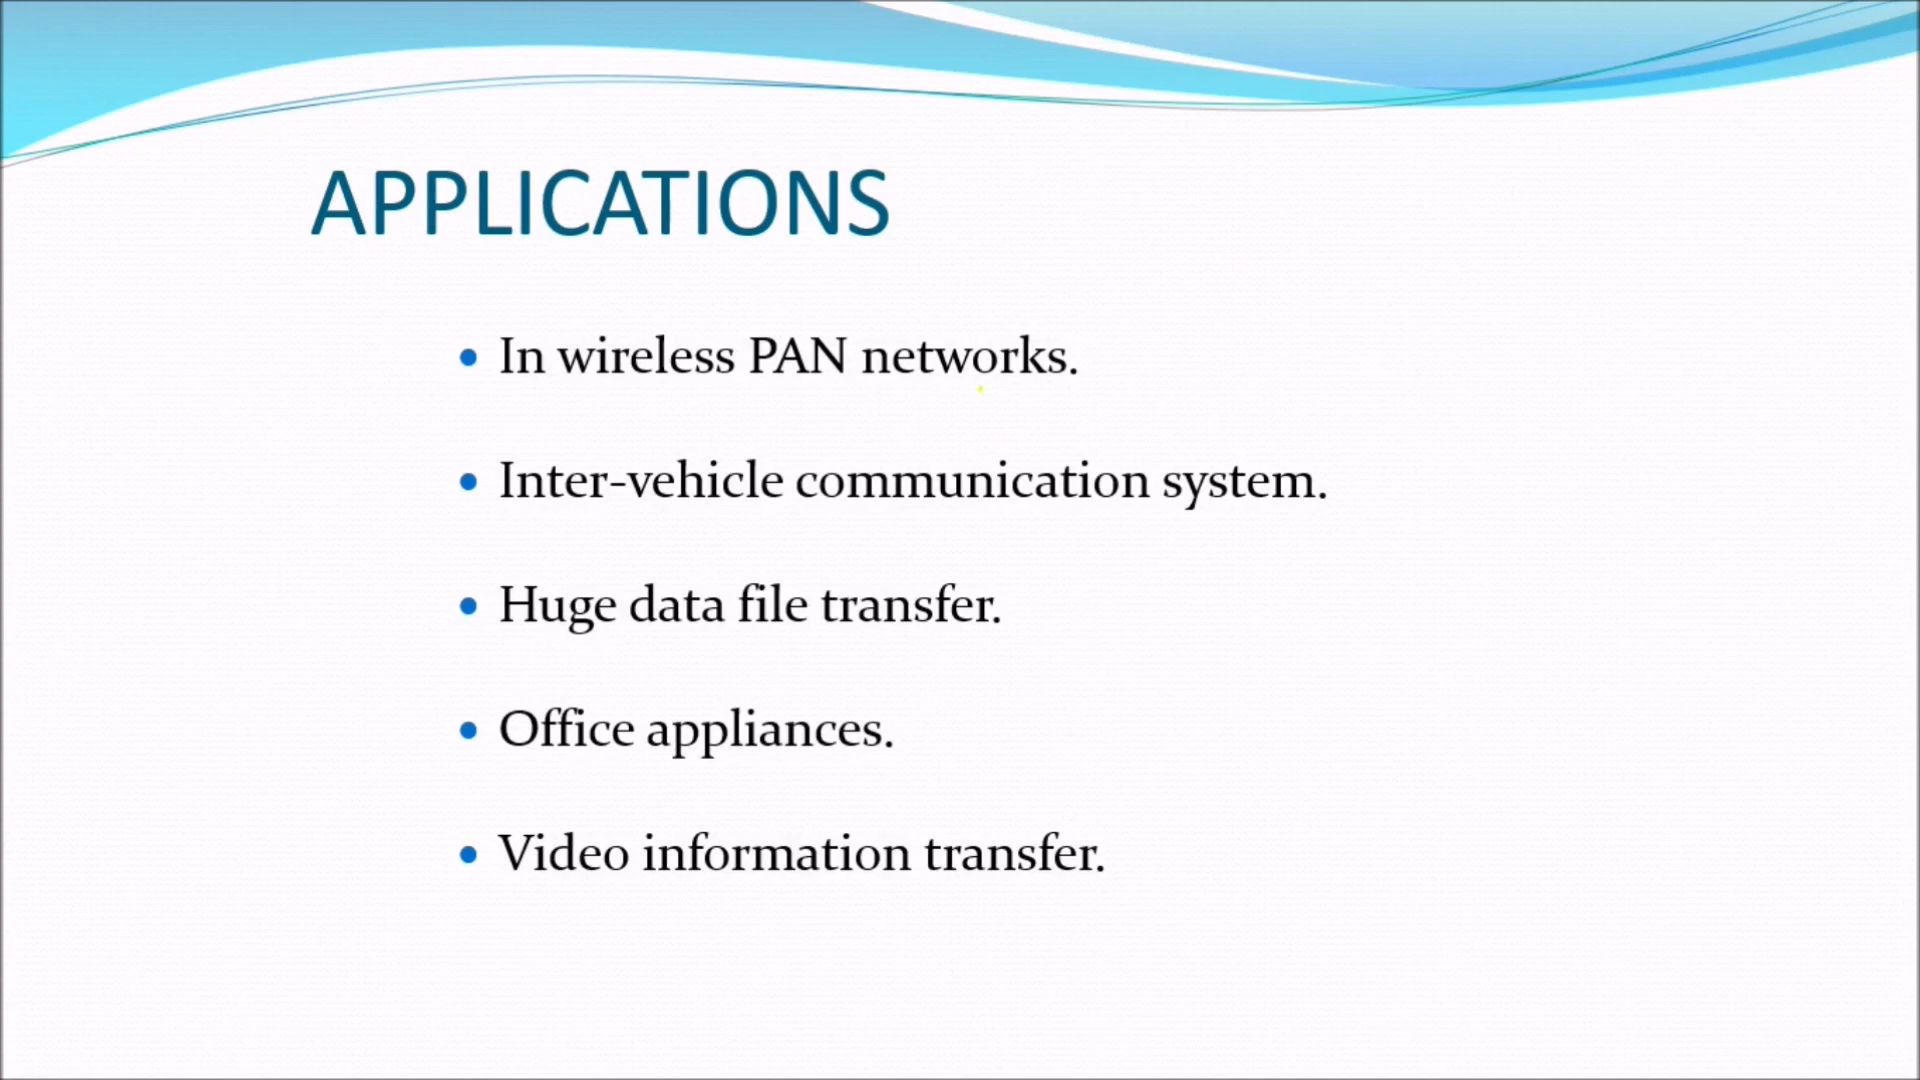 APPLICATIONS
• In wireless PAN networks.
• Inter-vehicle communication system.
• Huge data file transfer.
• Office appliances.
• Video information transfer.